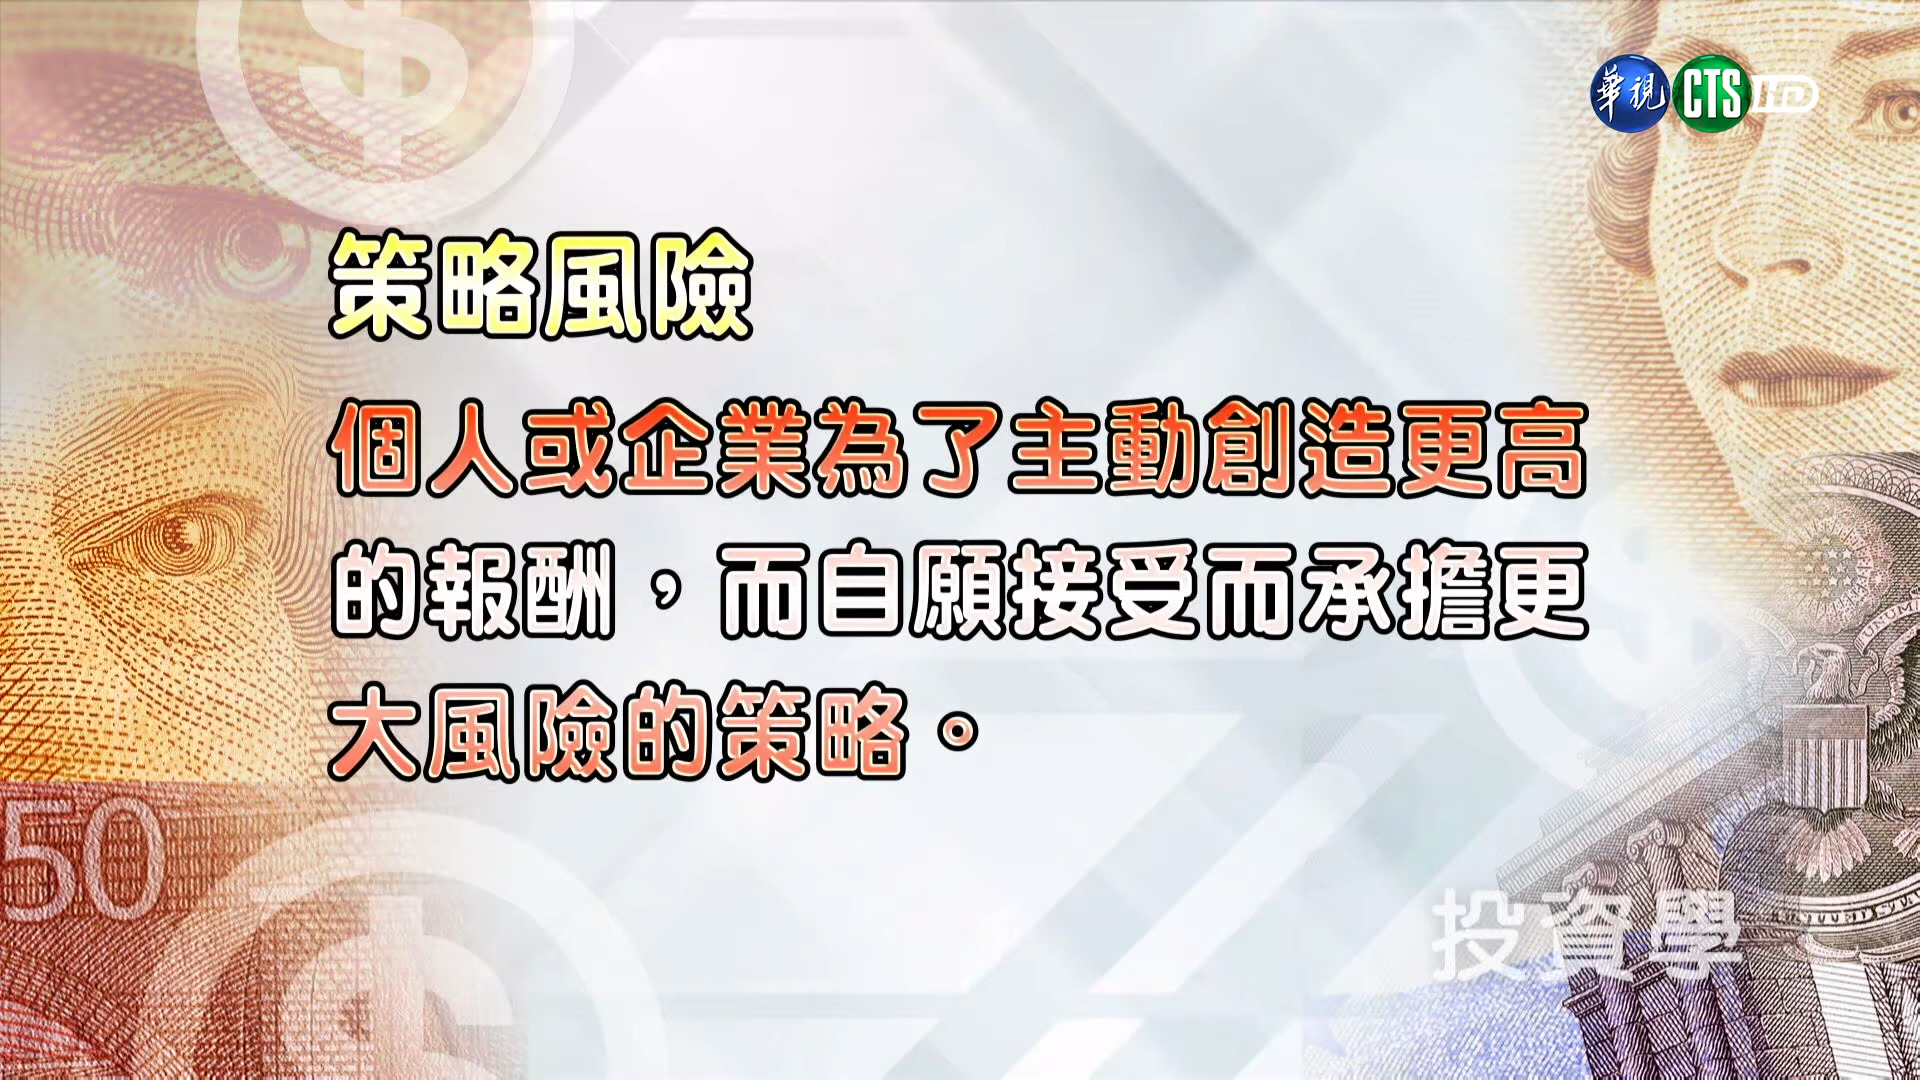 華視 CTS HD
策略風險
個人或企業為了主動創造更高
的報酬，而自願接受而承擔更
大風險的策略。
50
投資學